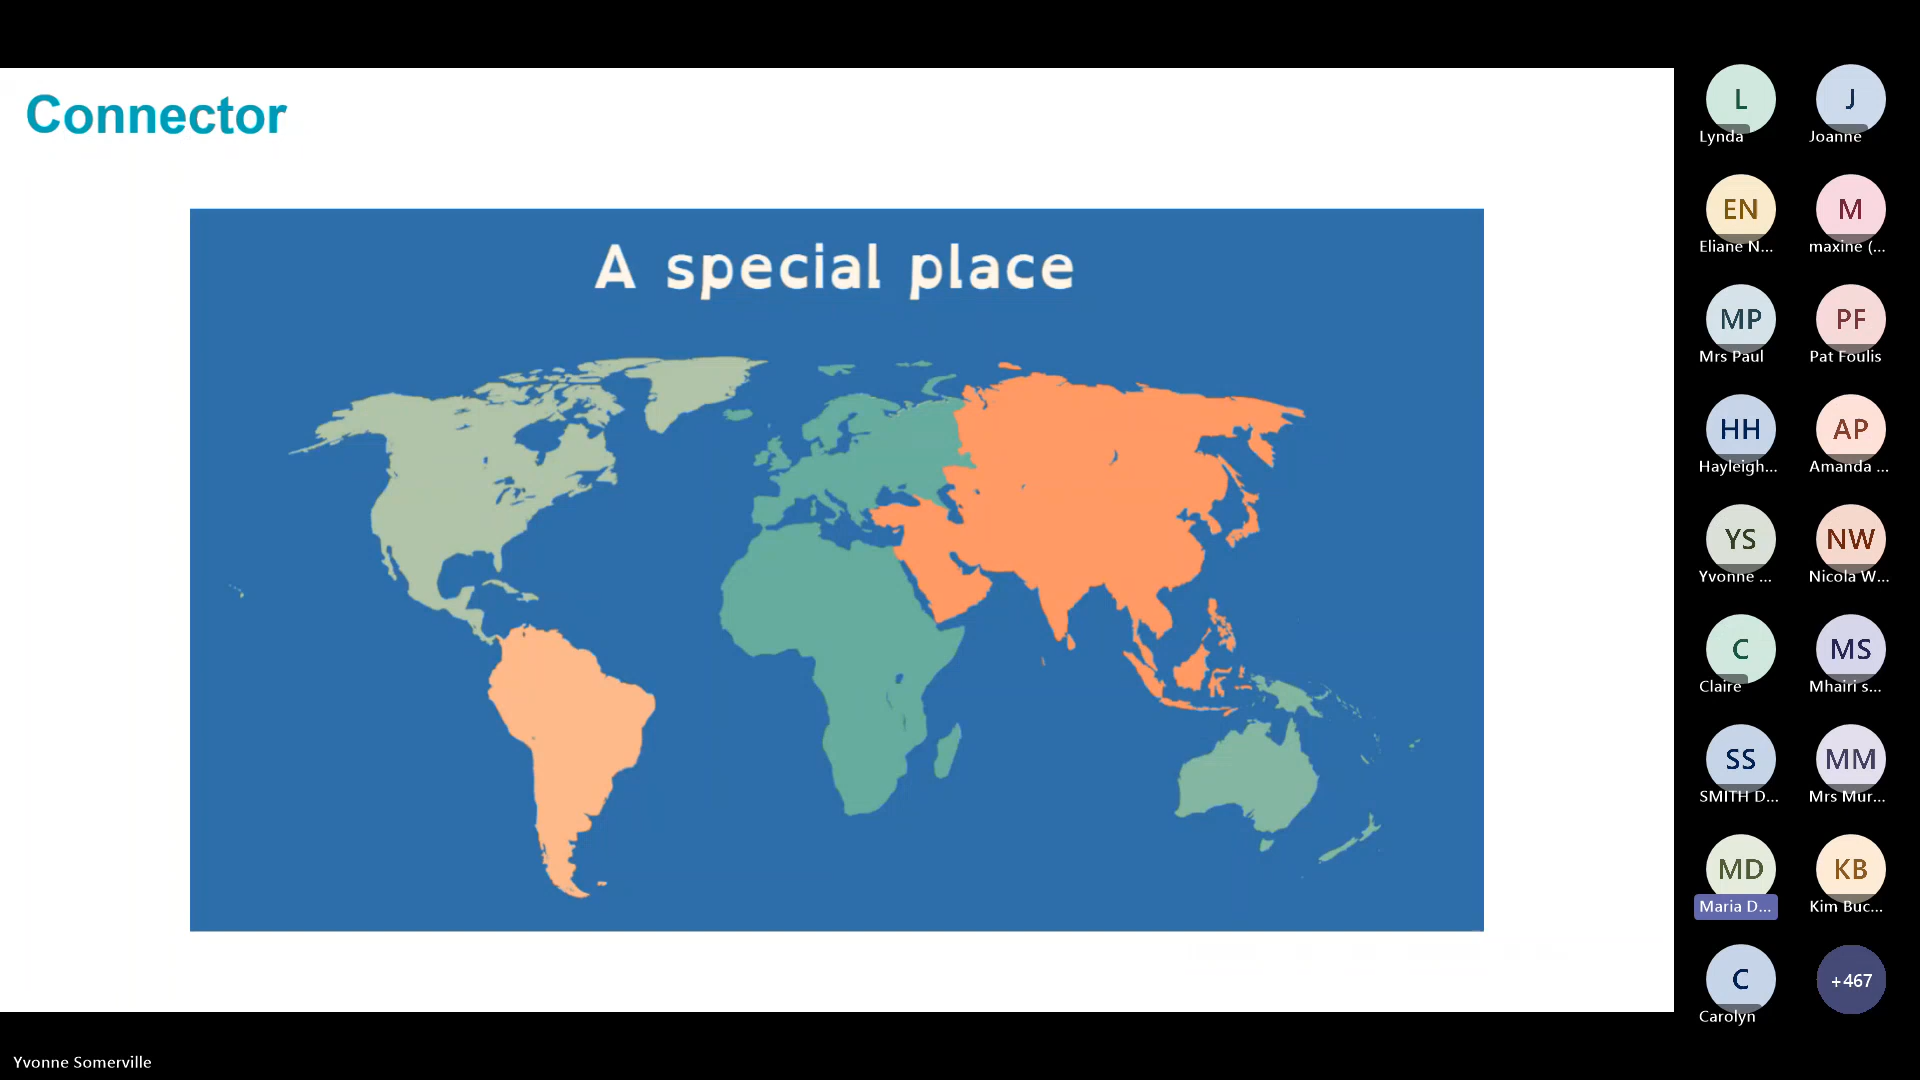 Connector
A special place
L
J
Lynda
Joanne
EN
M
Eliane N...
maxine (...
MP
PF
Mrs Paul
Pat Foulis
HH
AP
Hayleigh...
Amanda ...
YS
NW
Yvonne ...
Nicola W...
C
MS
Claire
Mhairi s...
SS
MM
SMITH D...
Mrs Mur...
MD
KB
Maria D...
Kim Buc...
C
+467
Carolyn
Yvonne Somerville